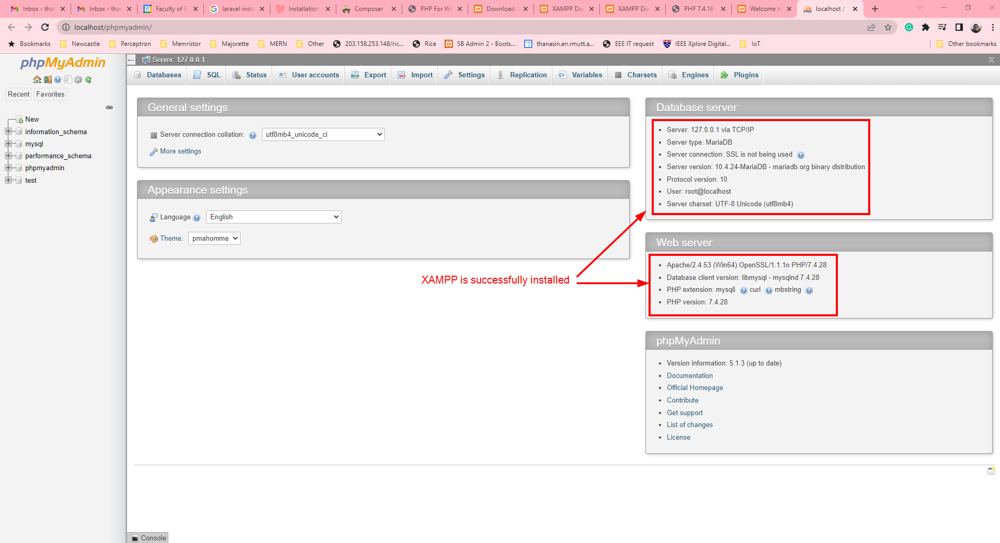 Inbox - than
Inbox - than
Faculty of E
laravel insta
Installation
Composer
PHP For Wi
Download
XAMPP Do
XAMPP Do
PHP 7.4.16
Welcome to
localhost /
localhost/phpmyadmin/
Bookmarks
Newcastle
Perceptron
Memristor
Majorette
MERN
Other
203.158.253.148/ric...
Rice
SB Admin 2 - Boots...
thanasin.en.rmutt.a...
EEE IT request
IEEE Xplore Digital...
IoT
Other bookmarks
phpMyAdmin
Recent
Favorites
New
information_schema
mysql
performance_schema
phpmyadmin
test
Server: 127.0.0.1
Databases
SQL
Status
User accounts
Export
Import
Settings
Replication
Variables
Charsets
Engines
Plugins
General settings
Server connection collation:
utf8mb4_unicode_ci
More settings
Appearance settings
Language
English
Theme:
pmahomme
XAMPP is successfully installed
Database server
Server: 127.0.0.1 via TCP/IP
Server type: MariaDB
Server connection: SSL is not being used
Server version: 10.4.24-MariaDB - mariadb.org binary distribution
Protocol version: 10
User: root@localhost
Server charset: UTF-8 Unicode (utf8mb4)
Web server
Apache/2.4.53 (Win64) OpenSSL/1.1.1n PHP/7.4.28
Database client version: libmysql - mysqlnd 7.4.28
PHP extension: mysqli curl mbstring
PHP version: 7.4.28
phpMyAdmin
Version information: 5.1.3 (up to date)
Documentation
Official Homepage
Contribute
Get support
List of changes
License
Console